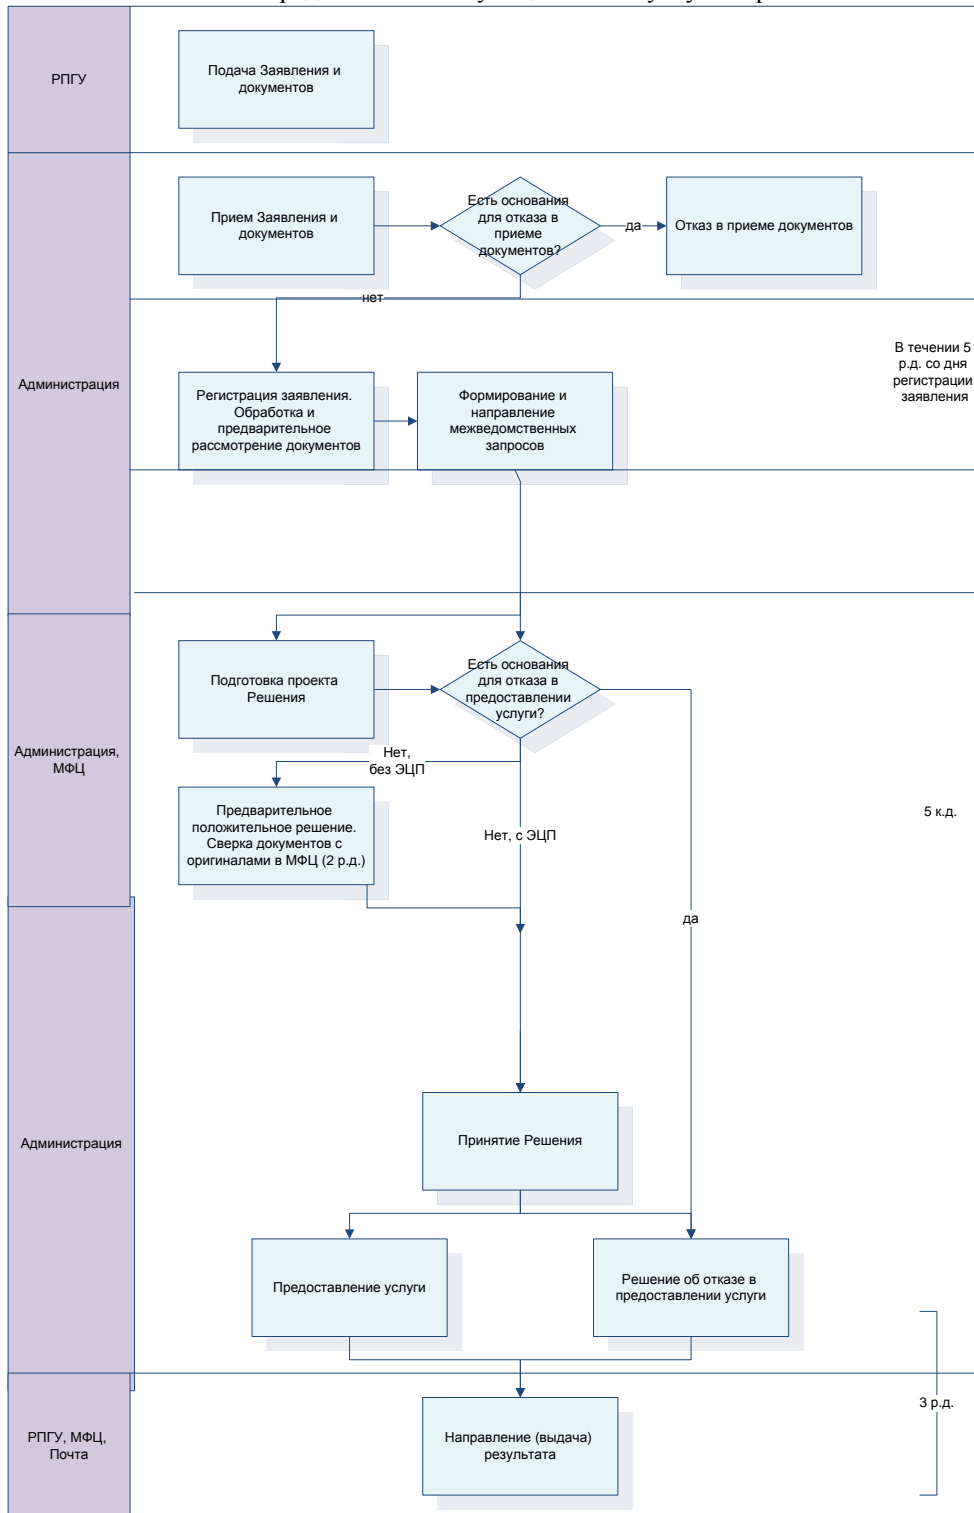 РПГУ
Подача Заявления и
документов
Администрация
Прием Заявления и
документов
Есть основания
для отказа в
приеме
документов?
да
Отказ в приеме документов
нет
В течении 5
р.д. со дня
регистрации
заявления
Регистрация заявления.
Обработка и
предварительное
рассмотрение документов
Формирование и
направление
межведомственных
запросов
Администрация,
МФЦ
Подготовка проекта
Решения
Есть основания
для отказа в
предоставлении
услуги?
Нет,
без ЭЦП
Предварительное
положительное решение.
Сверка документов с
оригиналами в МФЦ (2 р.д.)
Нет, с ЭЦП
5 к.д.
да
Администрация
Принятие Решения
Предоставление услуги
Решение об отказе в
предоставлении услуги
3 р.д.
РПГУ, МФЦ,
Почта
Направление (выдача)
результата